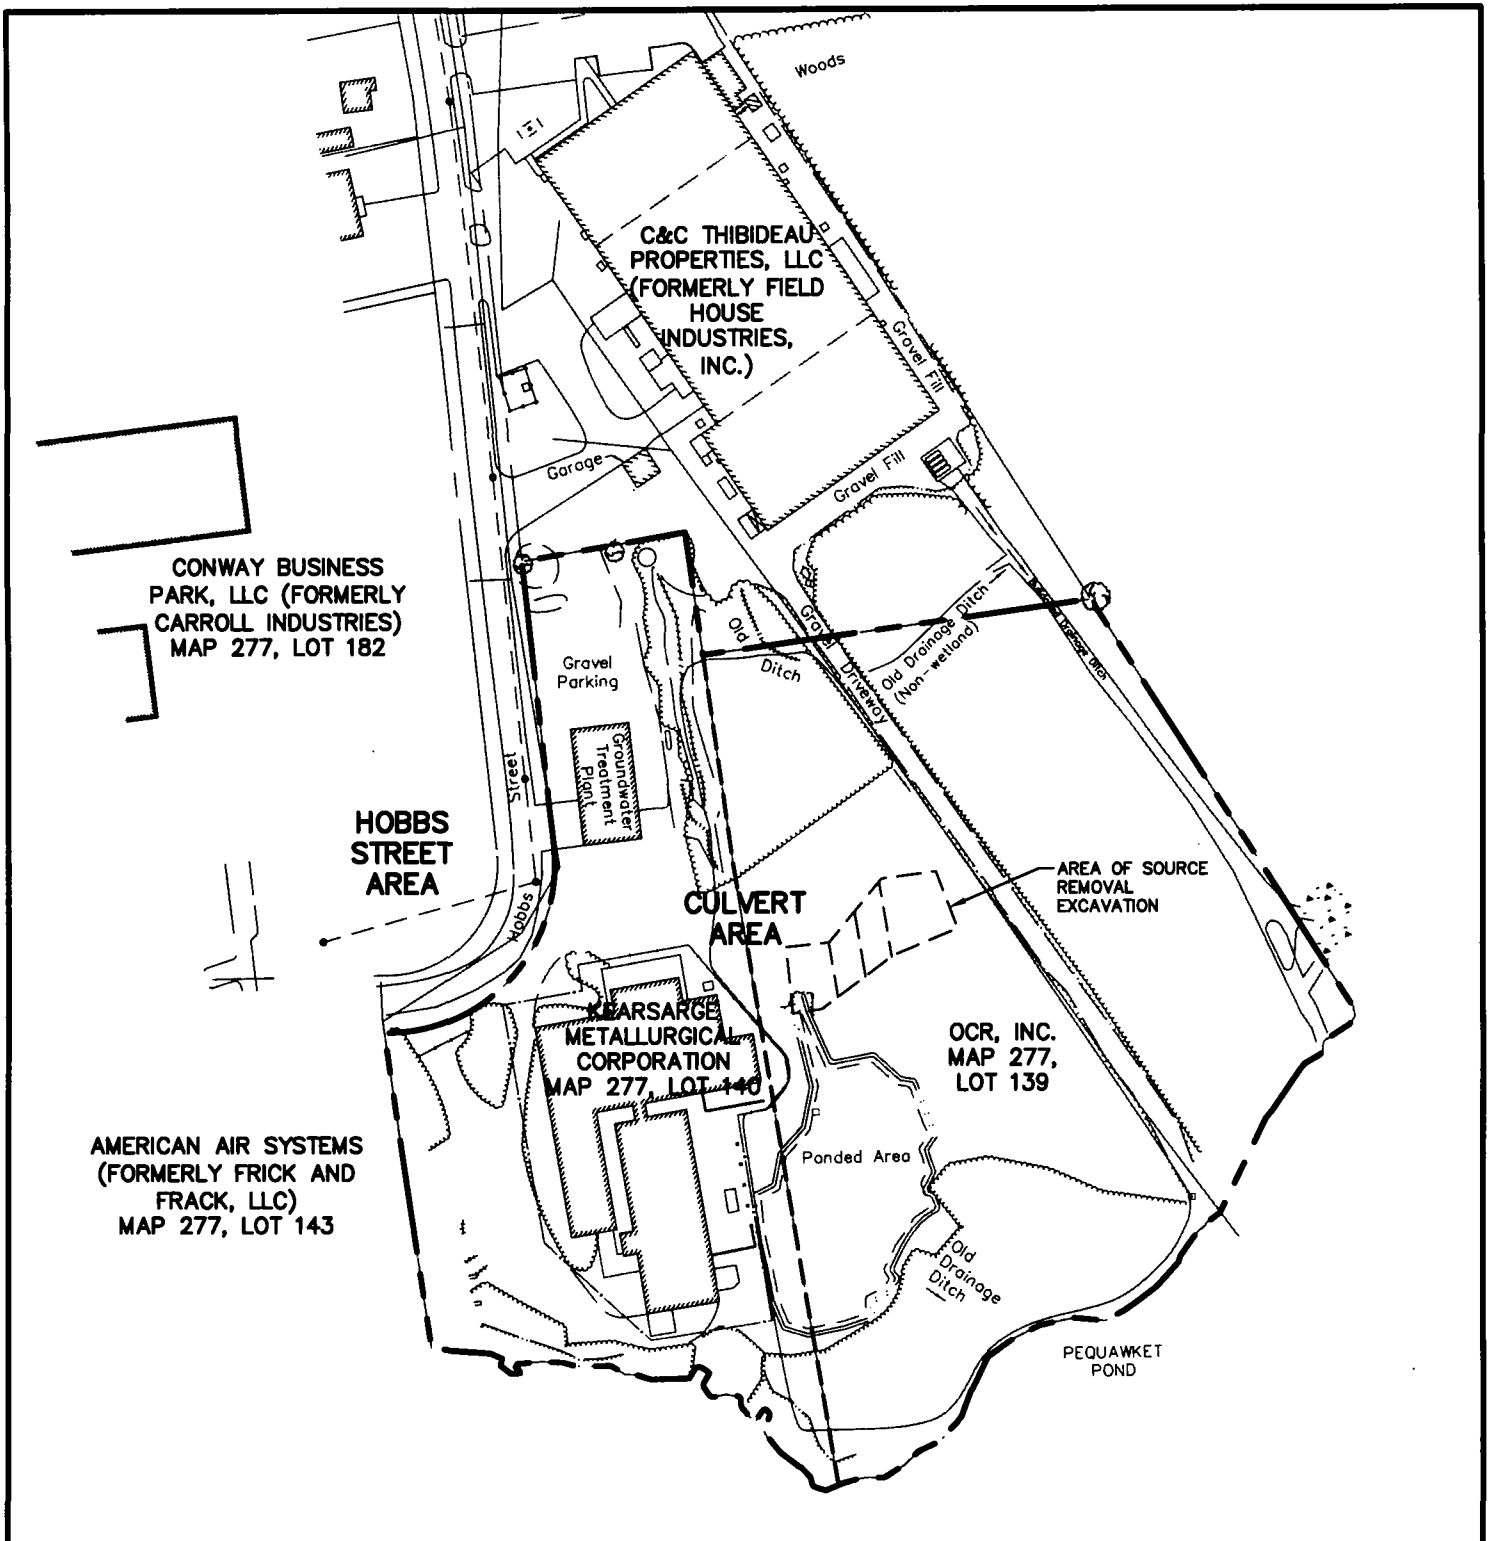 Woods
C&C THIBIDEAU
PROPERTIES, LLC
(FORMERLY FIELD
HOUSE
INDUSTRIES,
INC.)
Gravel Fill
Garage
Gravel Fill
CONWAY BUSINESS
PARK, LLC (FORMERLY
CARROLL INDUSTRIES)
MAP 277, LOT 182
Old
Ditch
Gravel Driveway
Old Drainage Ditch
(Non-wetland)
Drainage Ditch
Gravel
Parking
Groundwater
Treatment
Plant
Hobbs Street
HOBBS
STREET
AREA
CULVERT
AREA
AREA OF SOURCE
REMOVAL
EXCAVATION
KEARSARGE
METALLURGICAL
CORPORATION
MAP 277, LOT 140
OCR, INC.
MAP 277,
LOT 139
AMERICAN AIR SYSTEMS
(FORMERLY FRICK AND
FRACK, LLC)
MAP 277, LOT 143
Ponded Area
Old
Drainage
Ditch
PEQUAWKET
POND